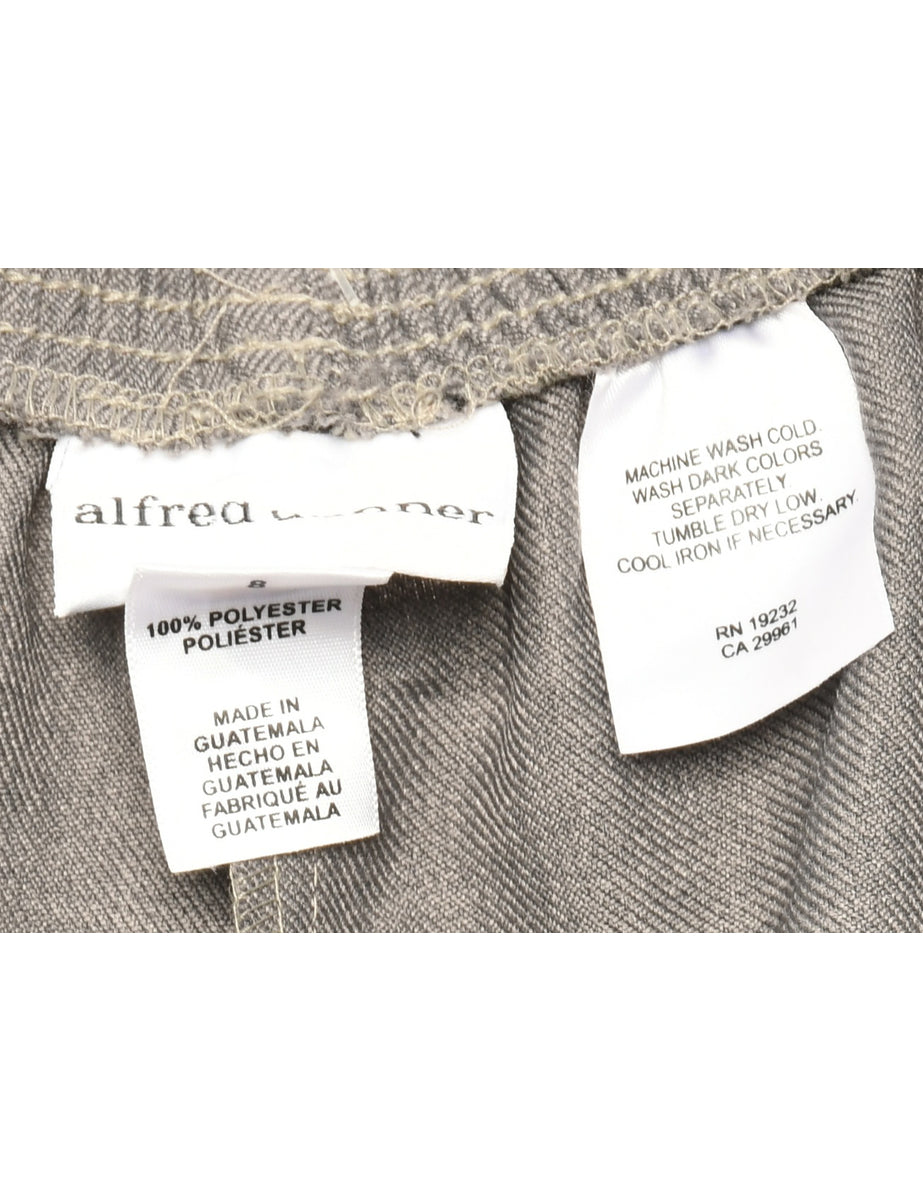 alfred
8
100% POLYESTER
POLIÉSTER
MADE IN
GUATEMALA
HECHO EN
GUATEMALA
FABRIQUÉ AU
GUATEMALA
MACHINE WASH COLD.
WASH DARK COLORS
SEPARATELY
TUMBLE DRY LOW.
COOL IRON IF NECESSARY.
RN 19232
CA 29961